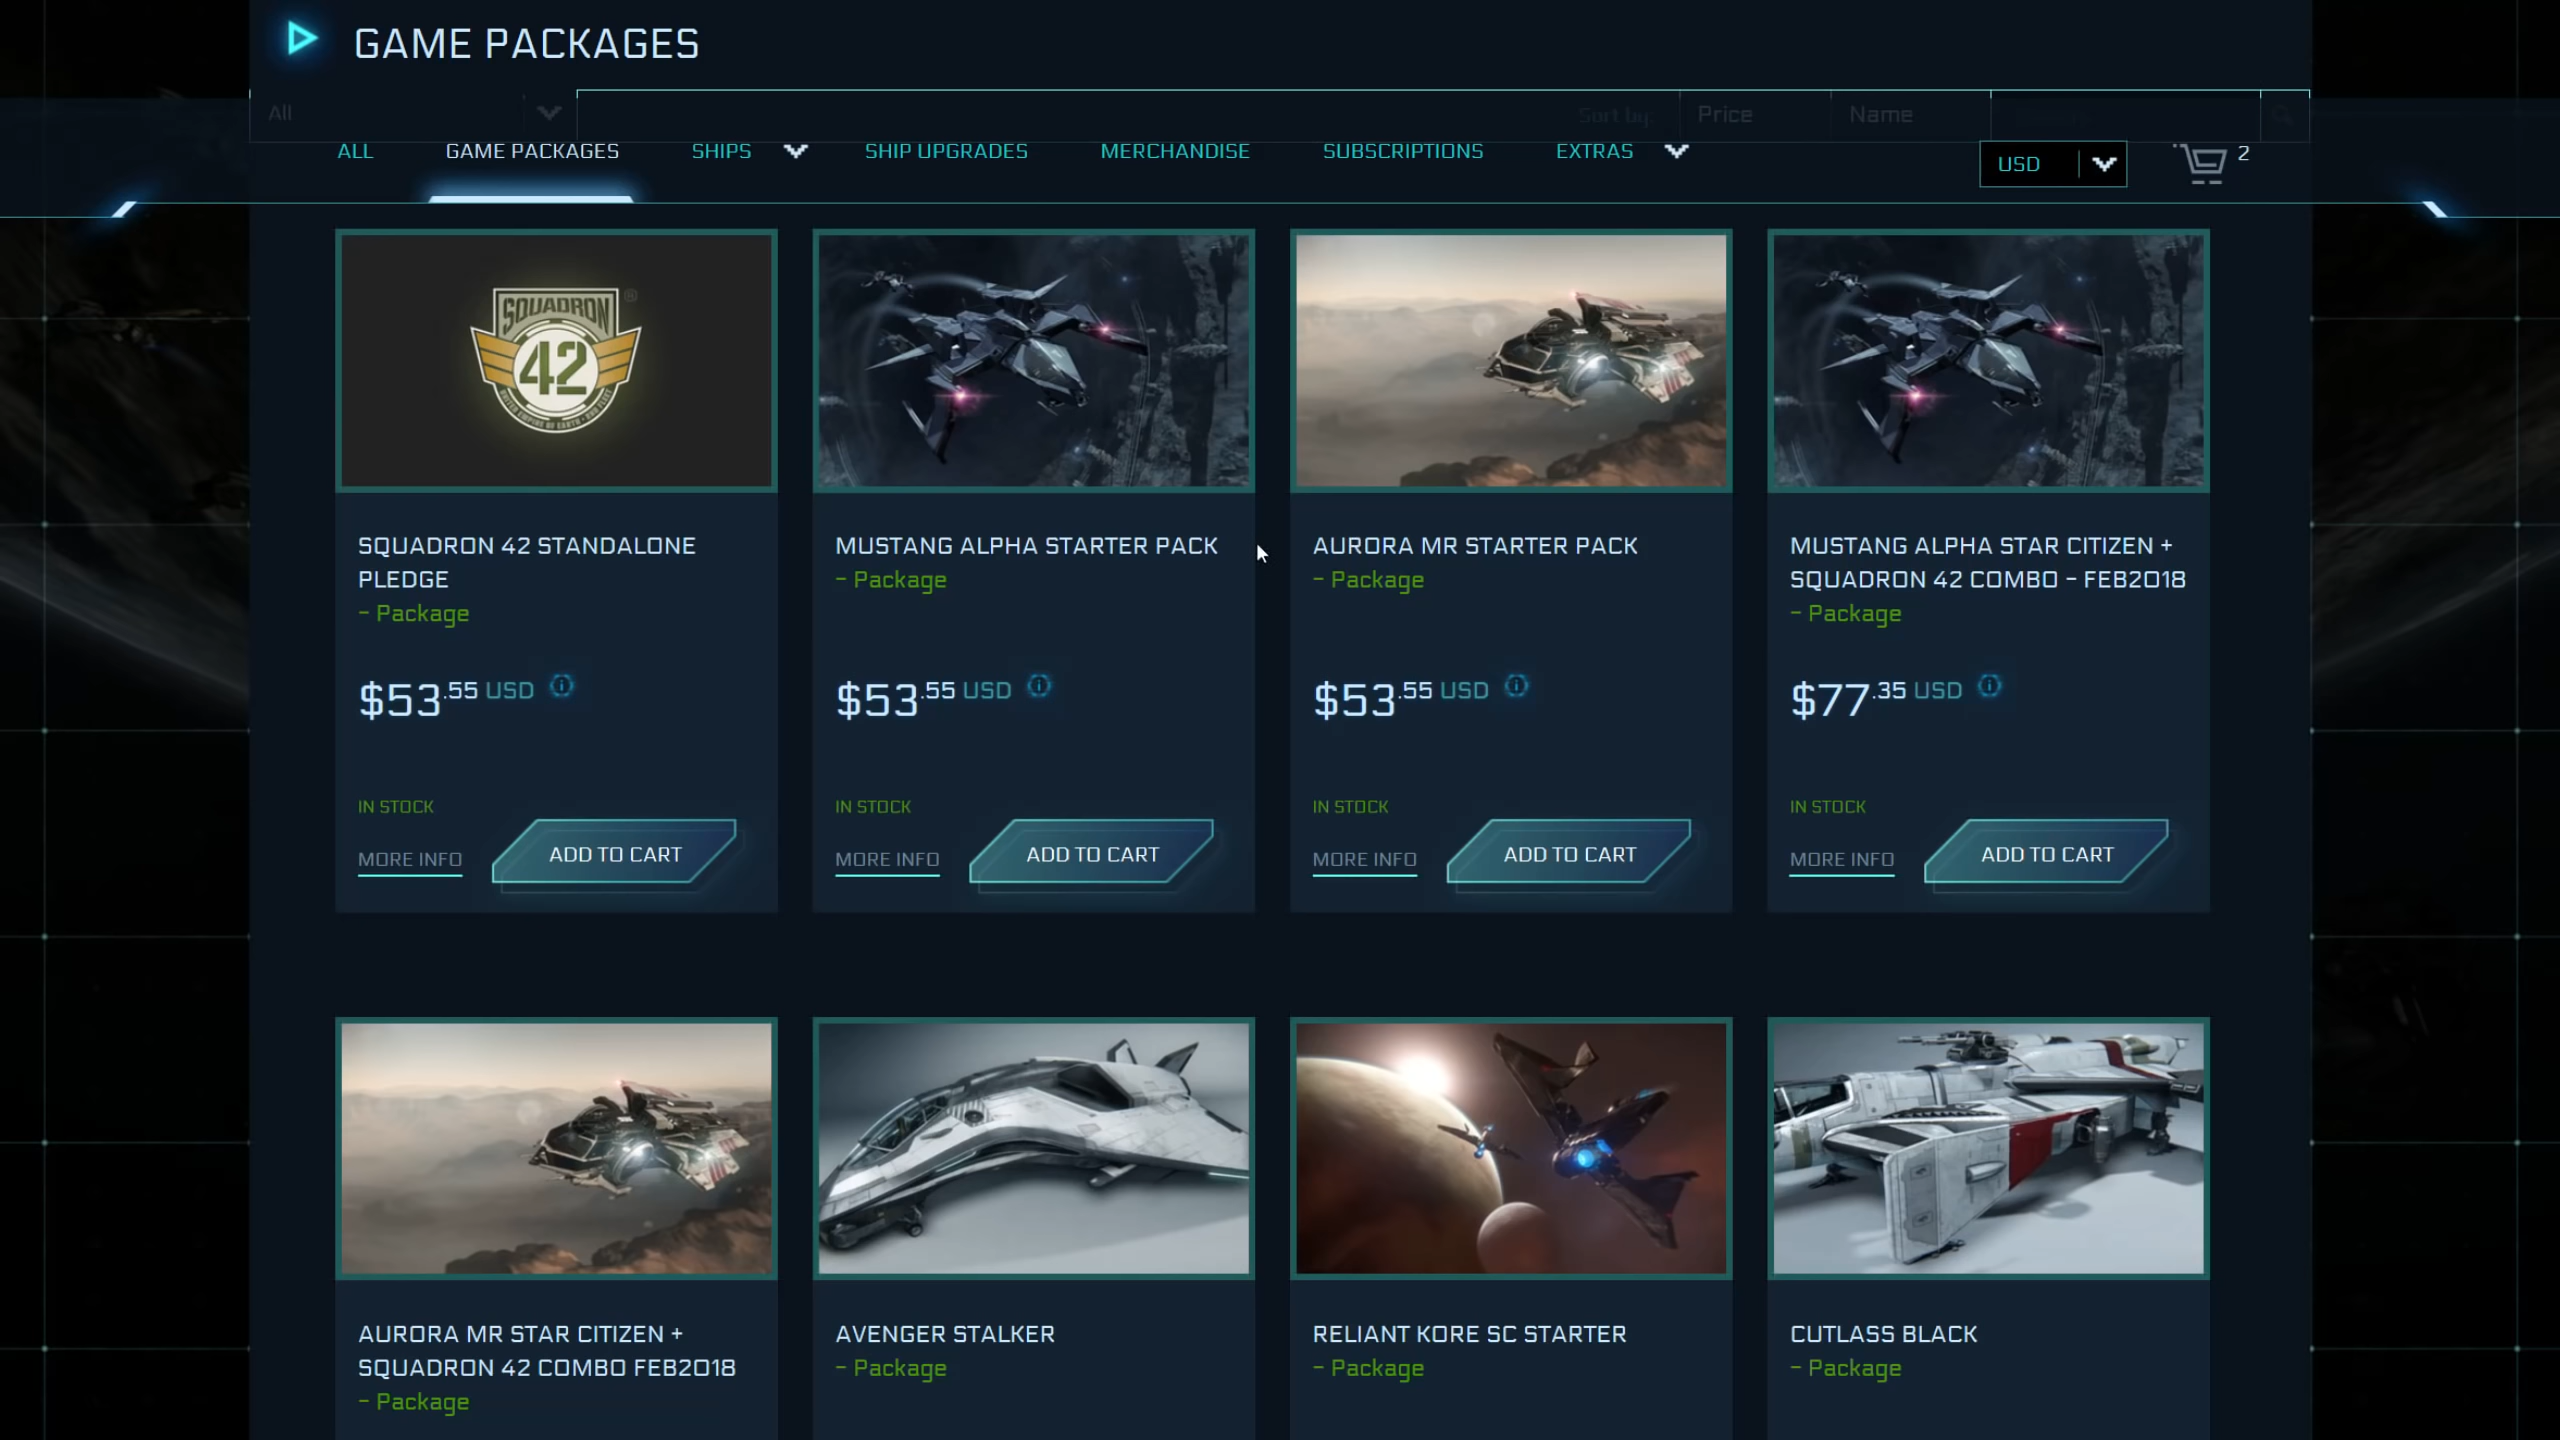 GAME PACKAGES
All
Sort by:
Price
Name
ALL
GAME PACKAGES
SHIPS
SHIP UPGRADES
MERCHANDISE
SUBSCRIPTIONS
EXTRAS
USD
2
SQUADRON
42
SQUADRON 42 STANDALONE
PLEDGE
- Package
$53.55 USD
IN STOCK
MORE INFO
ADD TO CART
MUSTANG ALPHA STARTER PACK
- Package
$53.55 USD
IN STOCK
MORE INFO
ADD TO CART
AURORA MR STARTER PACK
- Package
$53.55 USD
IN STOCK
MORE INFO
ADD TO CART
MUSTANG ALPHA STAR CITIZEN +
SQUADRON 42 COMBO - FEB2018
- Package
$77.35 USD
IN STOCK
MORE INFO
ADD TO CART
AURORA MR STAR CITIZEN +
SQUADRON 42 COMBO FEB2018
- Package
AVENGER STALKER
- Package
RELIANT KORE SC STARTER
- Package
CUTLASS BLACK
- Package